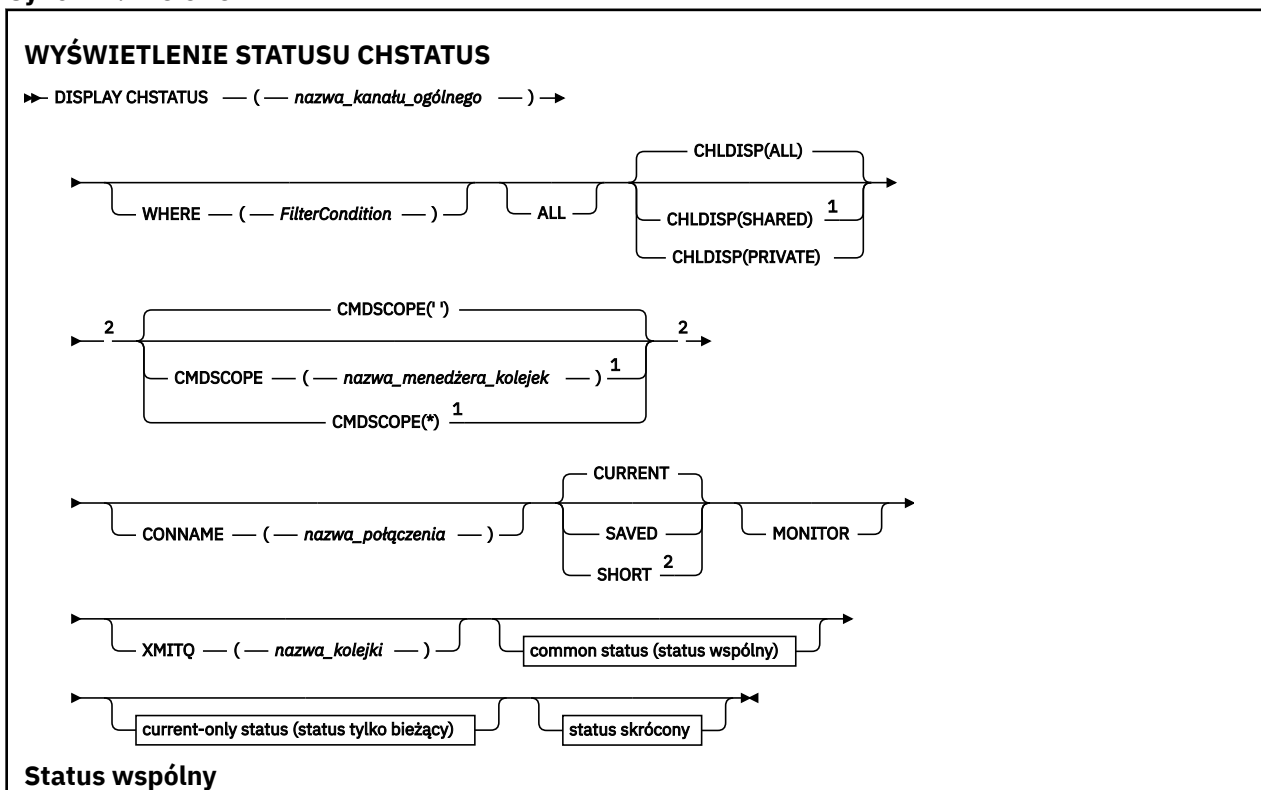 WYŚWIETLENIE STATUSU CHSTATUS
DISPLAY CHSTATUS ( nazwa_kanału_ogólnego )
CHLDISP(ALL)
WHERE ( FilterCondition ) ALL CHLDISP(SHARED) 1
CHLDISP(PRIVATE)
CMDSCOPE(' ')
2 2
CMDSCOPE ( nazwa_menedżera_kolejek ) 1
CMDSCOPE(*) 1
CURRENT
CONNAME ( nazwa_połączenia ) SAVED MONITOR
SHORT 2
XMITQ ( nazwa_kolejki ) common status (status wspólny)
current-only status (status tylko bieżący) status skrócony
Status wspólny